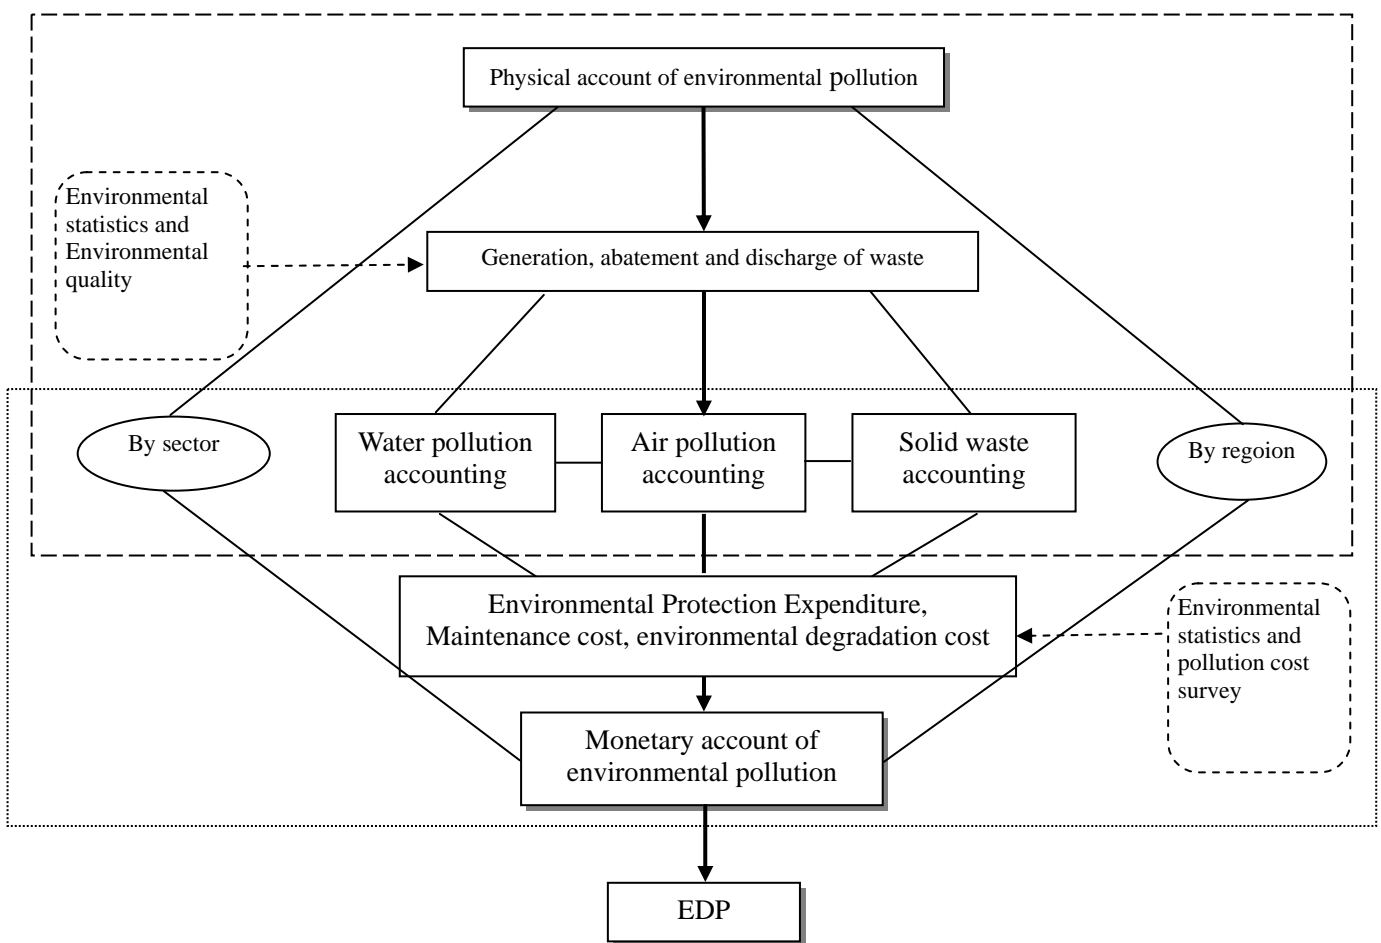 Physical account of environmental pollution
Environmental
statistics and
Environmental
quality
Generation, abatement and discharge of waste
By sector
Water pollution
accounting
Air pollution
accounting
Solid waste
accounting
By regoion
Environmental Protection Expenditure,
Maintenance cost, environmental degradation cost
Environmental
statistics and
pollution cost
survey
Monetary account of
environmental pollution
EDP